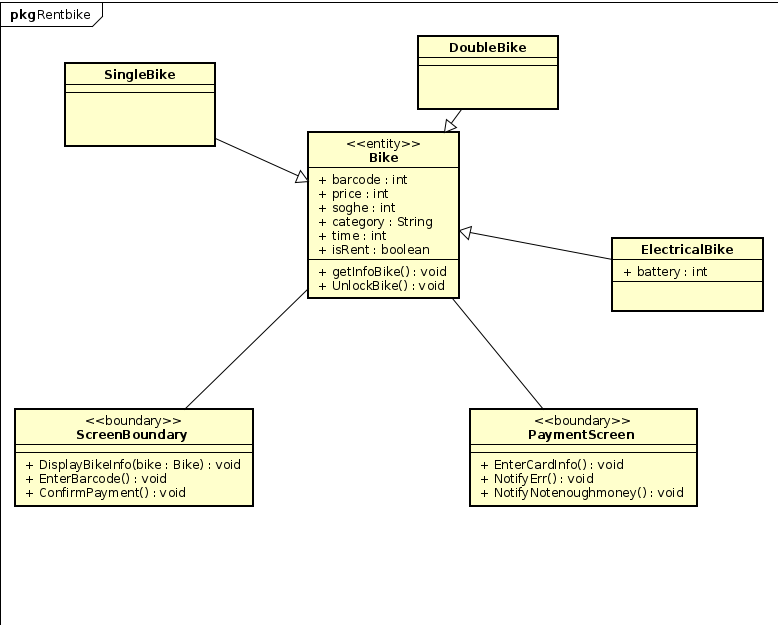 pkg Rentbike
DoubleBike
SingleBike
<<entity>>
Bike
+ barcode : int
+ price : int
+ soghe : int
+ category : String
+ time : int
+ isRent : boolean
+ getInfoBike() : void
+ UnlockBike() : void
ElectricalBike
+ battery : int
<<boundary>>
ScreenBoundary
+ DisplayBikeInfo(bike : Bike) : void
+ EnterBarcode() : void
+ ConfirmPayment() : void
<<boundary>>
PaymentScreen
+ EnterCardInfo() : void
+ NotifyErr() : void
+ NotifyNotenoughmoney() : void